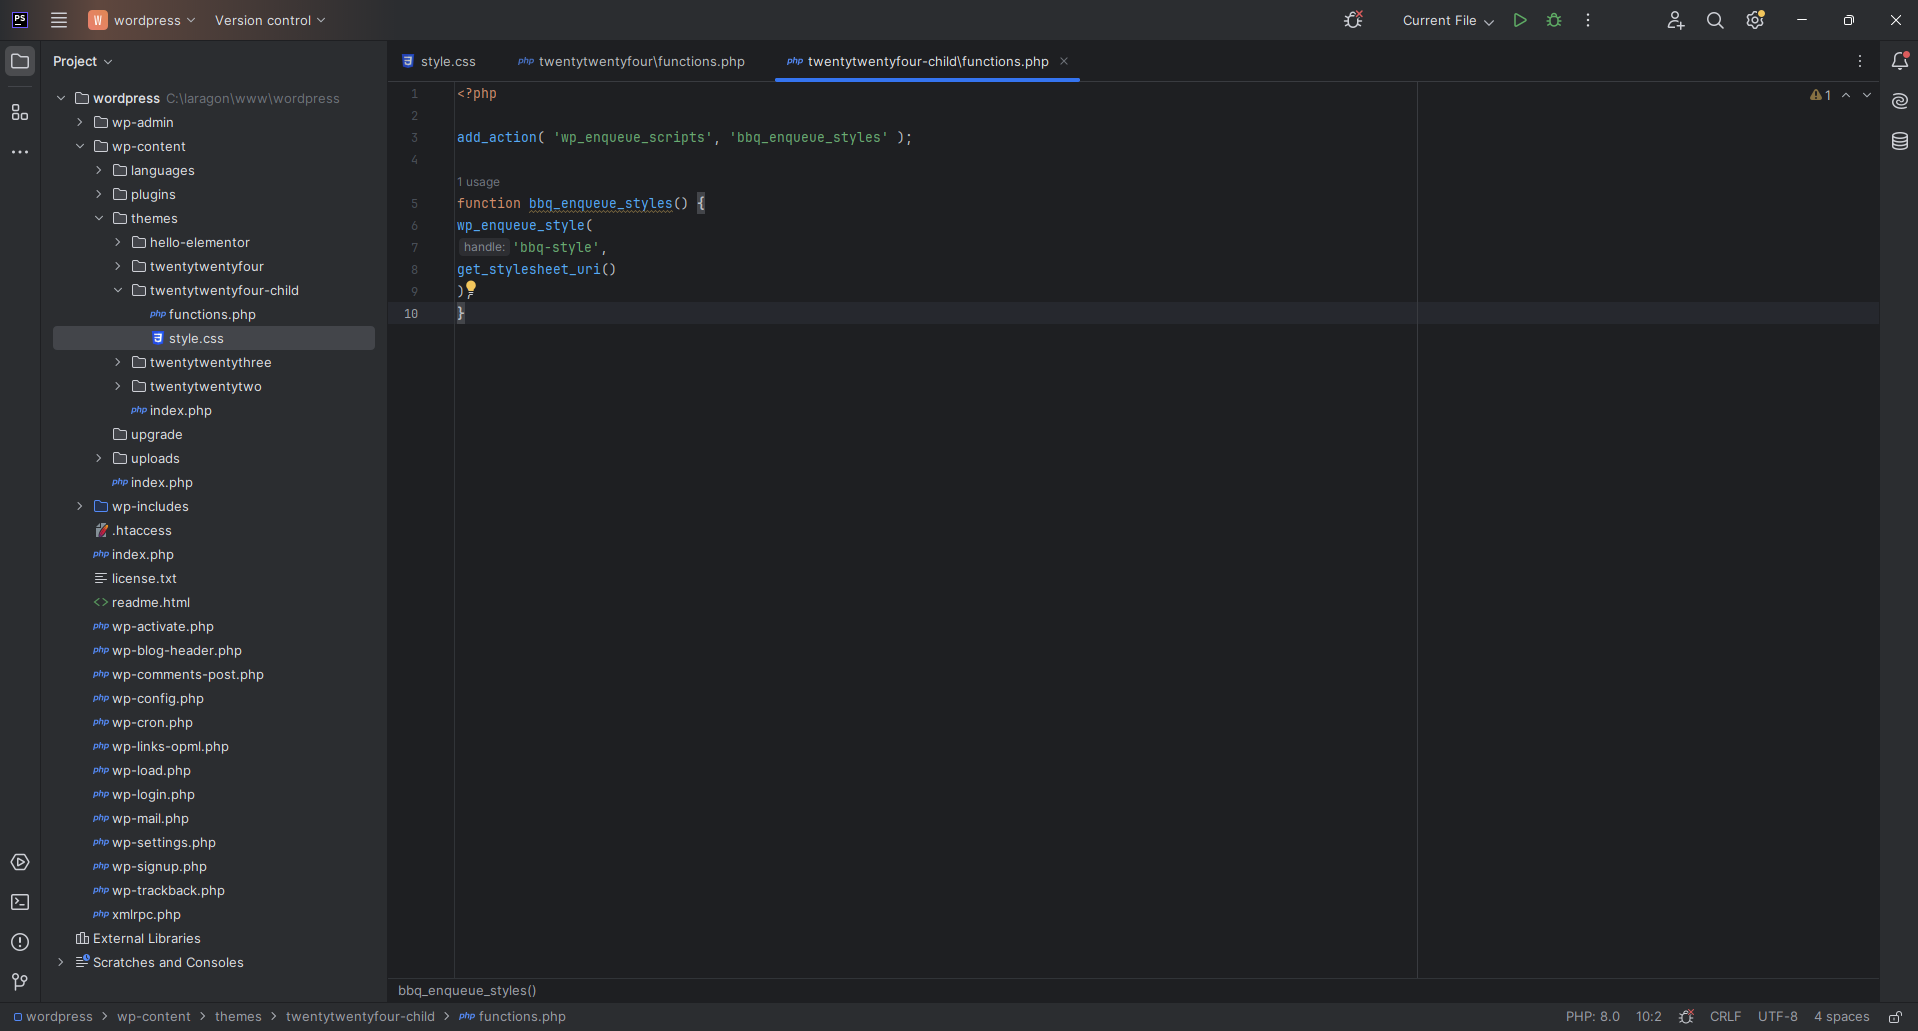 PS
W wordpress
Version control
Current File
Project
wordpress C:\laragon\www\wordpress
wp-admin
wp-content
languages
plugins
themes
hello-elementor
twentytwentyfour
twentytwentyfour-child
php functions.php
style.css
twentytwentythree
twentytwentytwo
php index.php
upgrade
uploads
php index.php
wp-includes
.htaccess
php index.php
license.txt
<> readme.html
php wp-activate.php
php wp-blog-header.php
php wp-comments-post.php
php wp-config.php
php wp-cron.php
php wp-links-opml.php
php wp-load.php
php wp-login.php
php wp-mail.php
php wp-settings.php
php wp-signup.php
php wp-trackback.php
php xmlrpc.php
External Libraries
Scratches and Consoles
style.css
php twentytwentyfour\functions.php
php twentytwentyfour-child\functions.php
1 <?php
2
3 add_action( 'wp_enqueue_scripts', 'bbq_enqueue_styles' );
4
1 usage
5 function bbq_enqueue_styles() {
6 wp_enqueue_style(
7 handle: 'bbq-style',
8 get_stylesheet_uri()
9 );
10 }
1
bbq_enqueue_styles()
wordpress > wp-content > themes > twentytwentyfour-child > php functions.php
PHP: 8.0 10:2 CRLF UTF-8 4 spaces